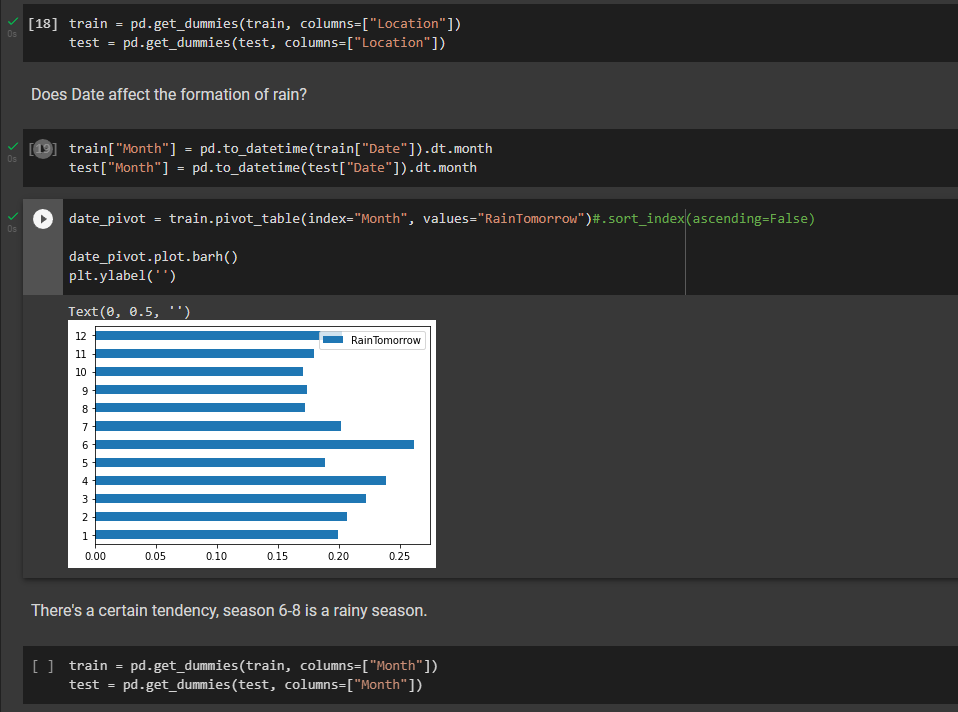 [18] train = pd.get_dummies(train, columns=["Location"])
0s
test = pd.get_dummies(test, columns=["Location"])
Does Date affect the formation of rain?
[19] train["Month"] = pd.to_datetime(train["Date"]).dt.month
0s
test["Month"] = pd.to_datetime(test["Date"]).dt.month
date_pivot = train.pivot_table(index="Month", values="RainTomorrow")#.sort_index(ascending=False)
0s
date_pivot.plot.barh()
plt.ylabel('')
Text(0, 0.5, '')
RainTomorrow
12
11
10
9
8
7
6
5
4
3
2
1
0.00 0.05 0.10 0.15 0.20 0.25
There's a certain tendency, season 6-8 is a rainy season.
[ ] train = pd.get_dummies(train, columns=["Month"])
test = pd.get_dummies(test, columns=["Month"])